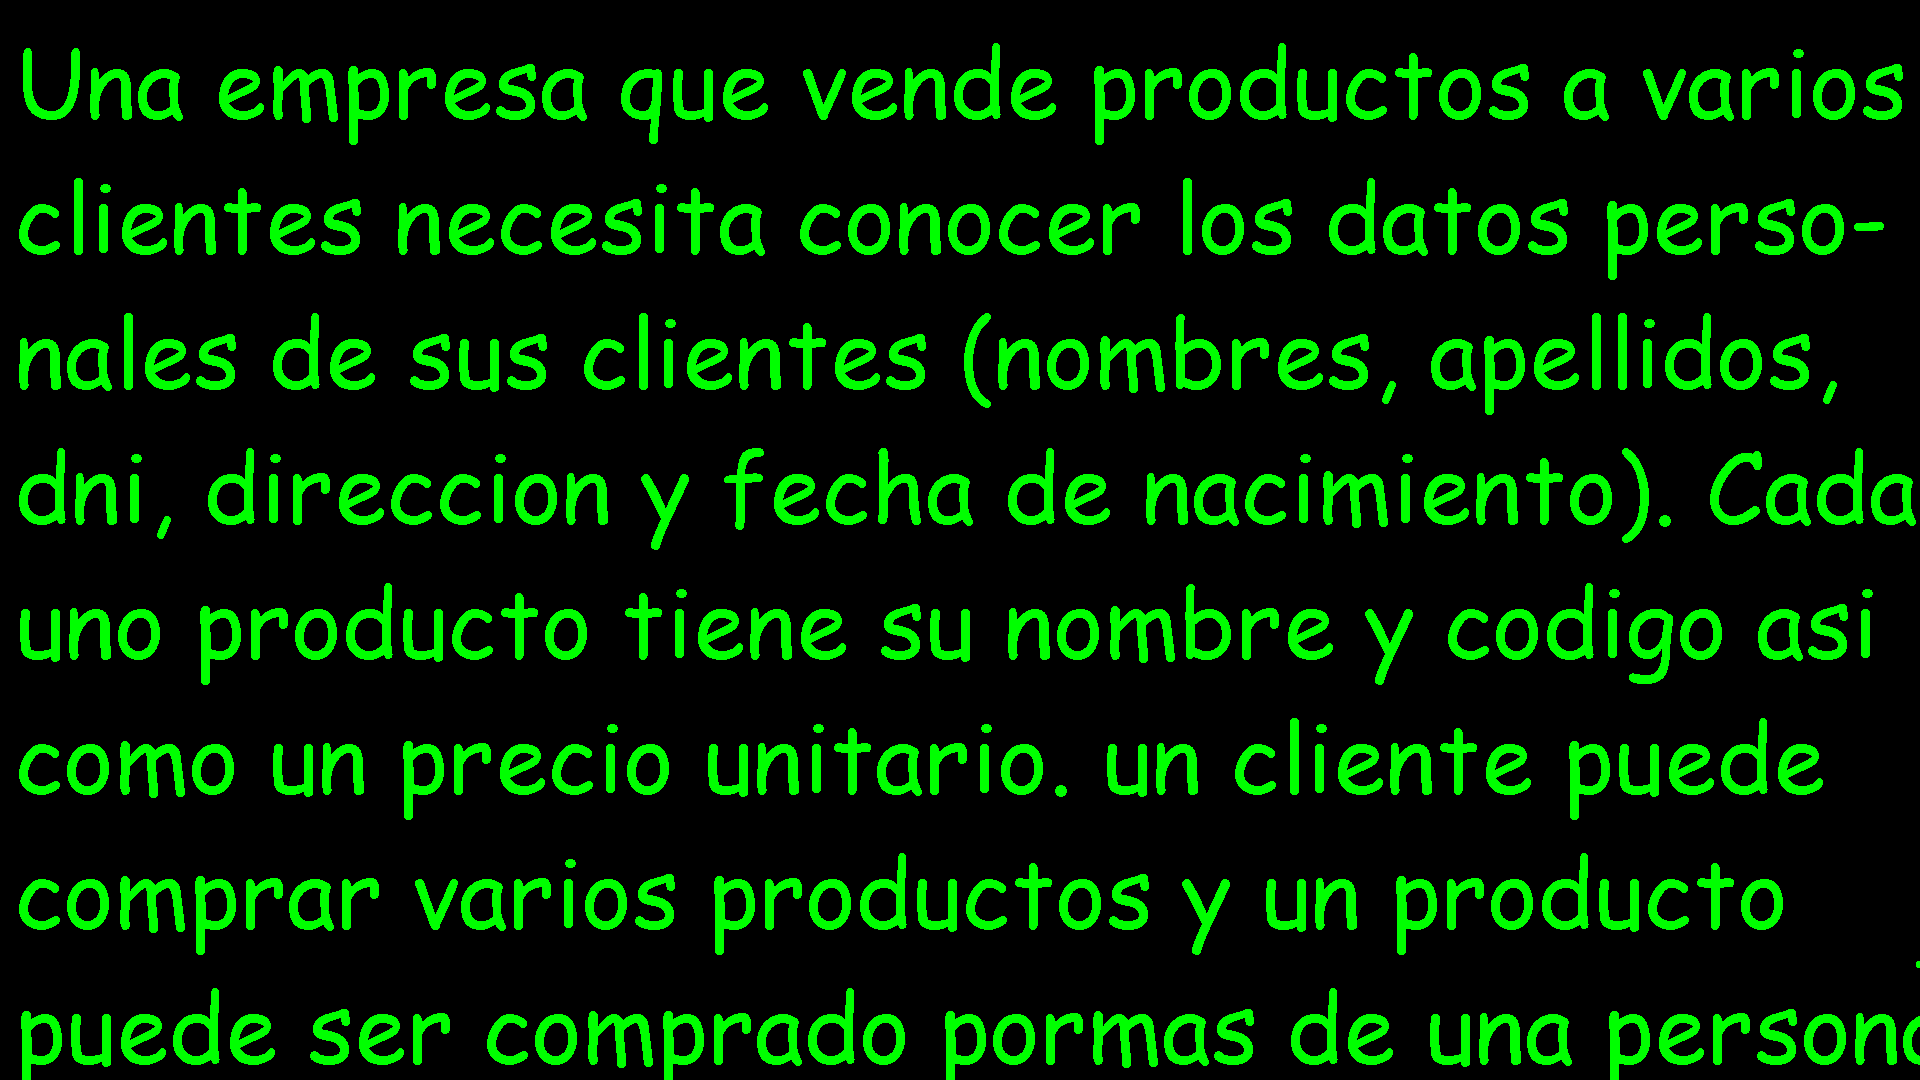 Una empresa que vende productos a varios
clientes necesita conocer los datos perso-
nales de sus clientes (nombres, apellidos,
dni, direccion y fecha de nacimiento). Cada
uno producto tiene su nombre y codigo asi
como un precio unitario. un cliente puede
comprar varios productos y un producto
puede ser comprado pormas de una persona